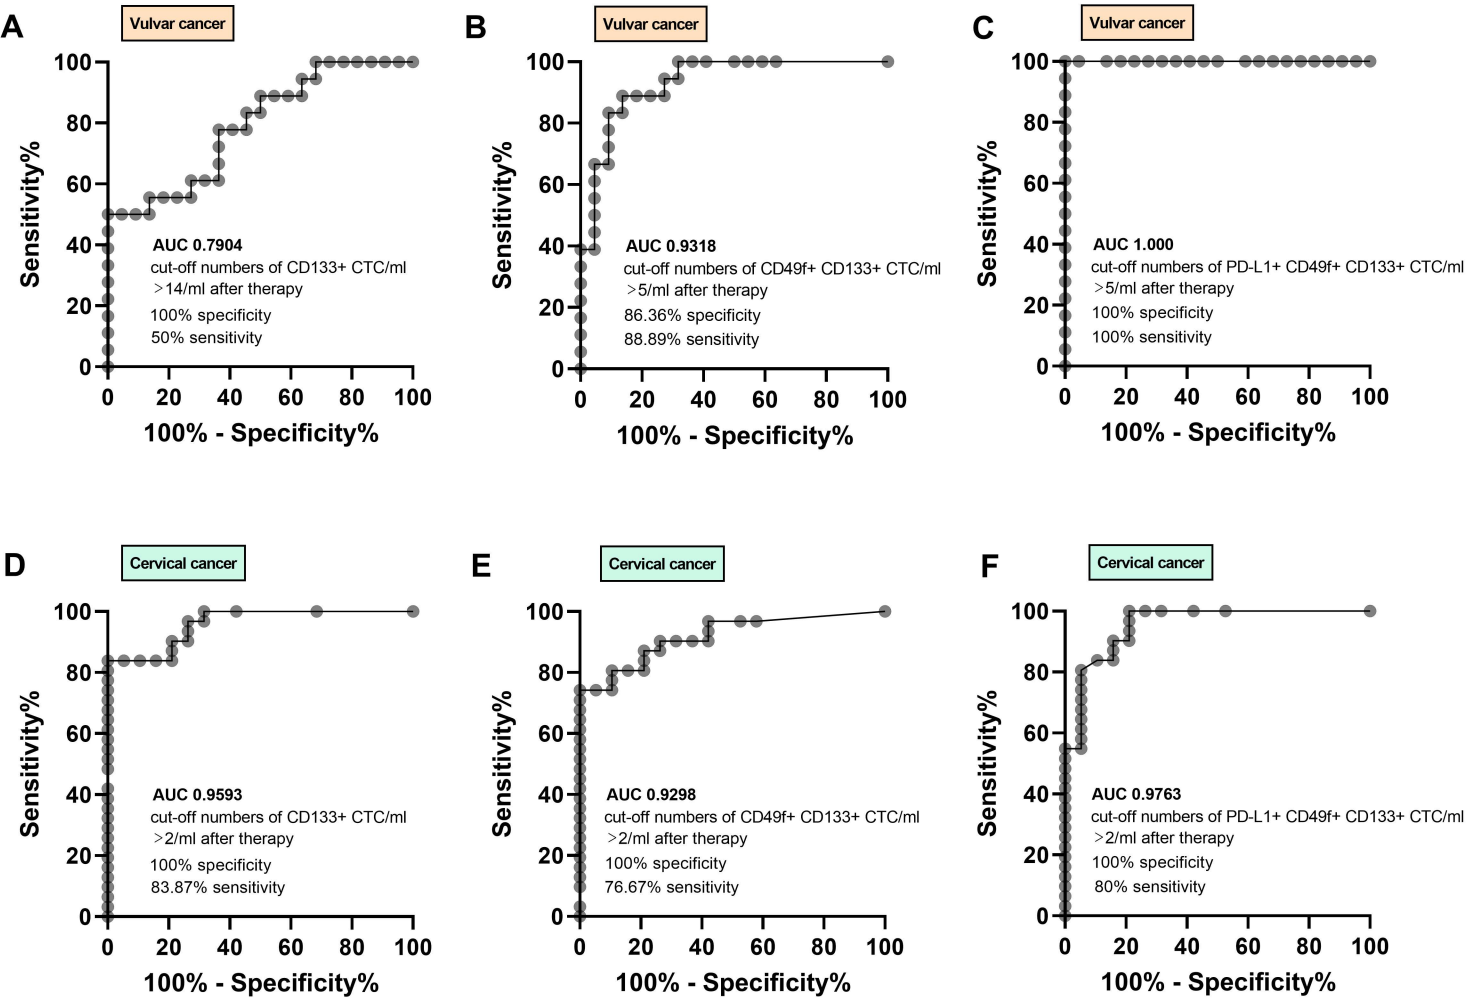 A
Vulvar cancer
100
80
60
40
20
0
Sensitivity%
AUC 0.7904
cut-off numbers of CD133+ CTC/ml
>14/ml after therapy
100% specificity
50% sensitivity
0 20 40 60 80 100
100% - Specificity%
B
Vulvar cancer
100
80
60
40
20
0
Sensitivity%
AUC 0.9318
cut-off numbers of CD49f+ CD133+ CTC/ml
>5/ml after therapy
86.36% specificity
88.89% sensitivity
0 20 40 60 80 100
100% - Specificity%
C
Vulvar cancer
100
80
60
40
20
0
Sensitivity%
AUC 1.000
cut-off numbers of PD-L1+ CD49f+ CD133+ CTC/ml
>5/ml after therapy
100% specificity
100% sensitivity
0 20 40 60 80 100
100% - Specificity%
D
Cervical cancer
100
80
60
40
20
0
Sensitivity%
AUC 0.9593
cut-off numbers of CD133+ CTC/ml
>2/ml after therapy
100% specificity
83.87% sensitivity
0 20 40 60 80 100
100% - Specificity%
E
Cervical cancer
100
80
60
40
20
0
Sensitivity%
AUC 0.9298
cut-off numbers of CD49f+ CD133+ CTC/ml
>2/ml after therapy
100% specificity
76.67% sensitivity
0 20 40 60 80 100
100% - Specificity%
F
Cervical cancer
100
80
60
40
20
0
Sensitivity%
AUC 0.9763
cut-off numbers of PD-L1+ CD49f+ CD133+ CTC/ml
>2/ml after therapy
100% specificity
80% sensitivity
0 20 40 60 80 100
100% - Specificity%